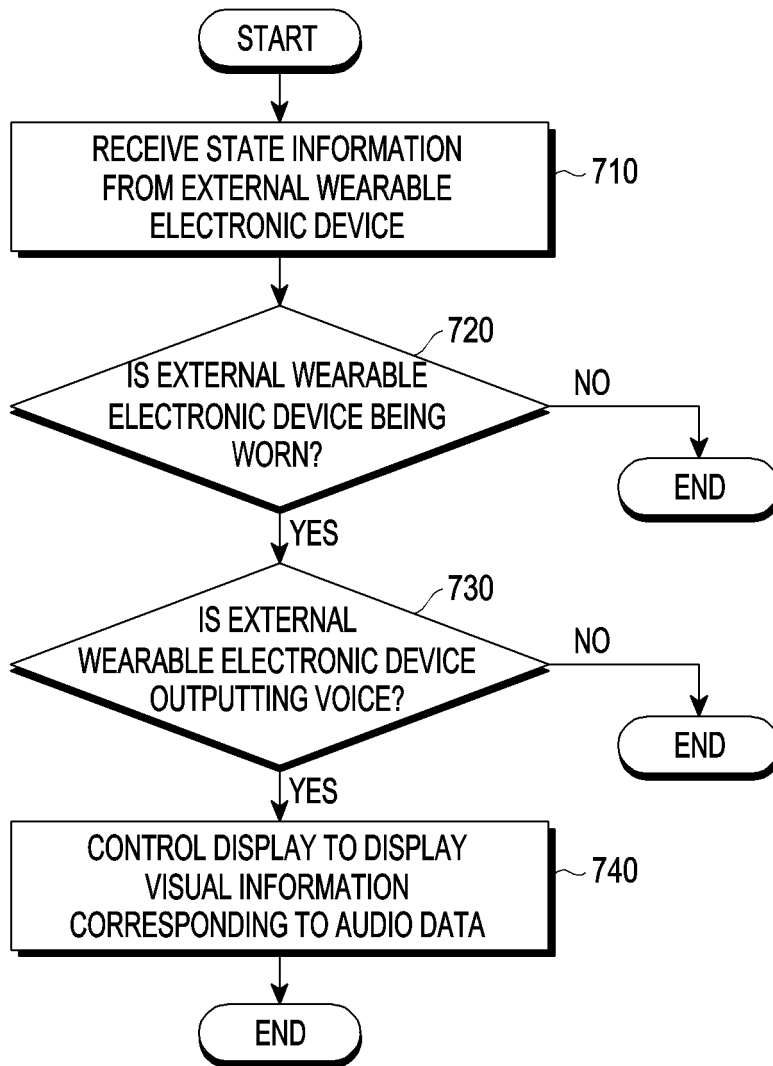 START
RECEIVE STATE INFORMATION
FROM EXTERNAL WEARABLE
ELECTRONIC DEVICE
710
720
IS EXTERNAL WEARABLE
ELECTRONIC DEVICE BEING
WORN?
NO
END
YES
730
IS EXTERNAL
WEARABLE ELECTRONIC DEVICE
OUTPUTTING VOICE?
NO
END
YES
CONTROL DISPLAY TO DISPLAY
VISUAL INFORMATION
CORRESPONDING TO AUDIO DATA
740
END